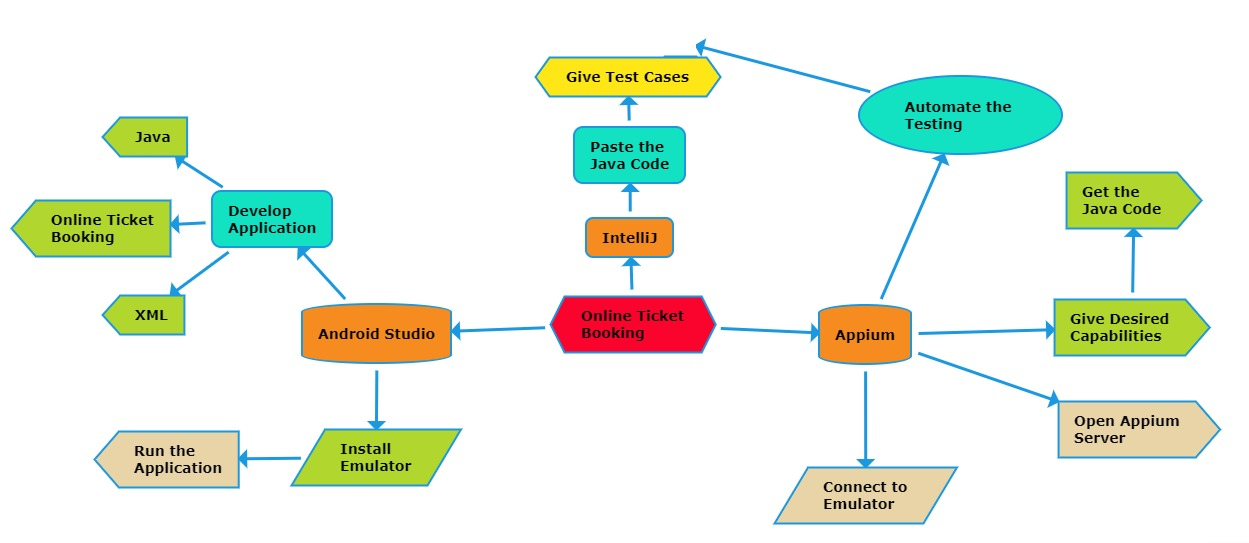 Give Test Cases
Automate the
Testing
Java
Paste the
Java Code
Get the
Java Code
Develop
Application
Online Ticket
Booking
IntelliJ
XML
Android Studio
Online Ticket
Booking
Appium
Give Desired
Capabilities
Open Appium
Server
Run the
Application
Install
Emulator
Connect to
Emulator